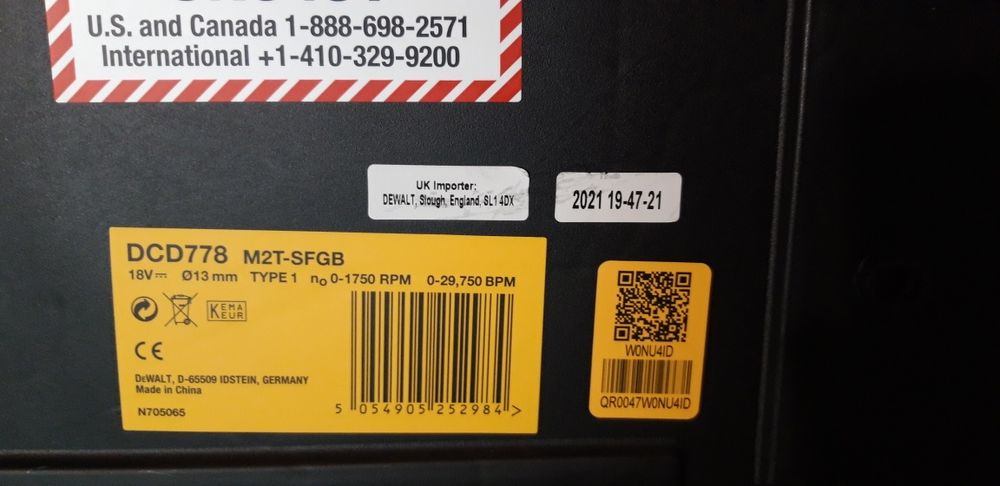 U.S. and Canada 1-888-698-2571
International +1-410-329-9200
UK Importer:
DEWALT, Slough, England, SL1 4DX
2021 19-47-21
DCD778 M2T-SFGB
18V⎓ Ø13 mm TYPE 1 n₀ 0-1750 RPM 0-29,750 BPM
KEMA
KEUR
CE
DEWALT, D-65509 IDSTEIN, GERMANY
Made in China
N705065
5 054905 252984 >
W0NU4ID
QR0047W0NU4ID